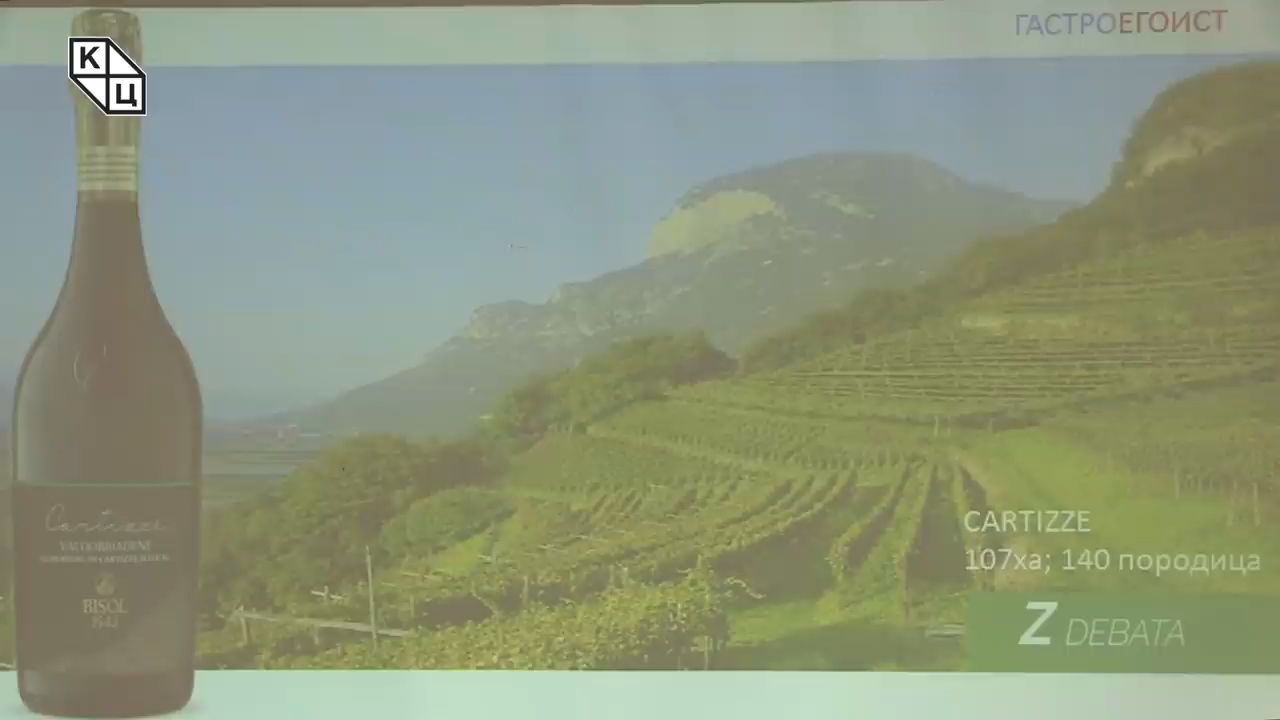 ГАСТРОЕГОИСТ
К
Ц
Cartizze
VALDOBBIADENE
BISOL
1542
CARTIZZE
107ха; 140 породица
Z DEBATA